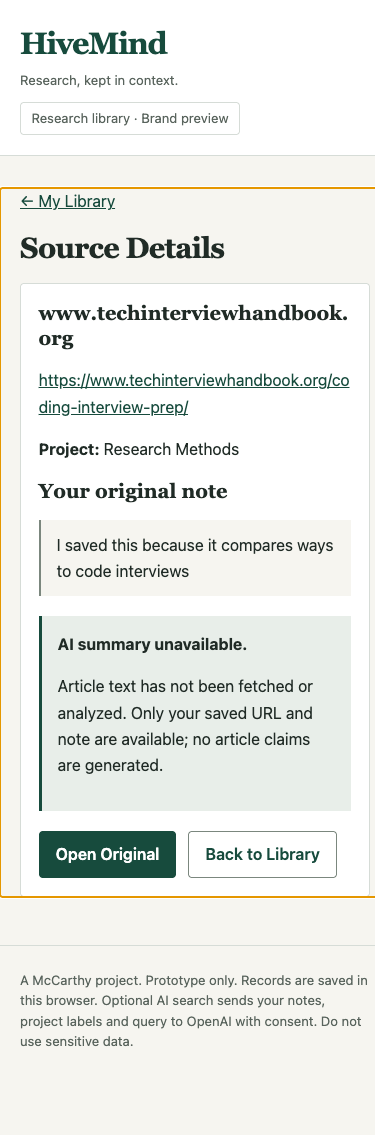 HiveMind
Research, kept in context.
Research library · Brand preview
← My Library
Source Details
www.techinterviewhandbook.
org
https://www.techinterviewhandbook.org/co
ding-interview-prep/
Project: Research Methods
Your original note
I saved this because it compares ways
to code interviews
AI summary unavailable.
Article text has not been fetched or
analyzed. Only your saved URL and
note are available; no article claims
are generated.
Open Original
Back to Library
A McCarthy project. Prototype only. Records are saved in
this browser. Optional AI search sends your notes,
project labels and query to OpenAI with consent. Do not
use sensitive data.